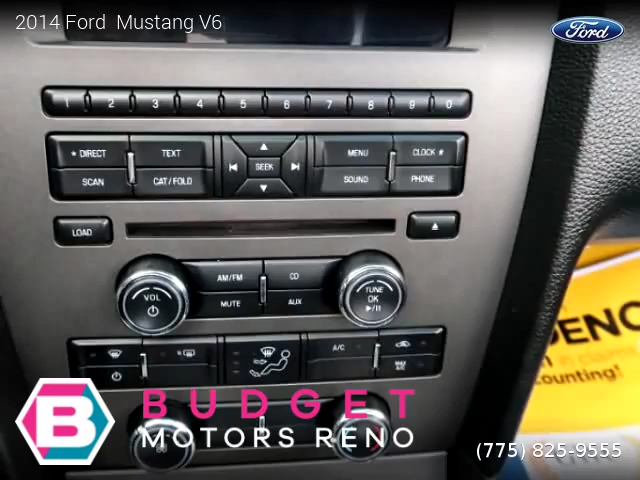 2014 Ford Mustang V6
Ford
1 2 3 4 5 6 7 8 9 0
* DIRECT TEXT MENU CLOCK *
SEEK
SCAN CAT/FOLD SOUND PHONE
LOAD
AM/FM CD
VOL TUNE
OK
MUTE AUX
A/C
MAX
A/C
ENO
counting!
B BUDGET
MOTORS RENO
(775) 825-9555